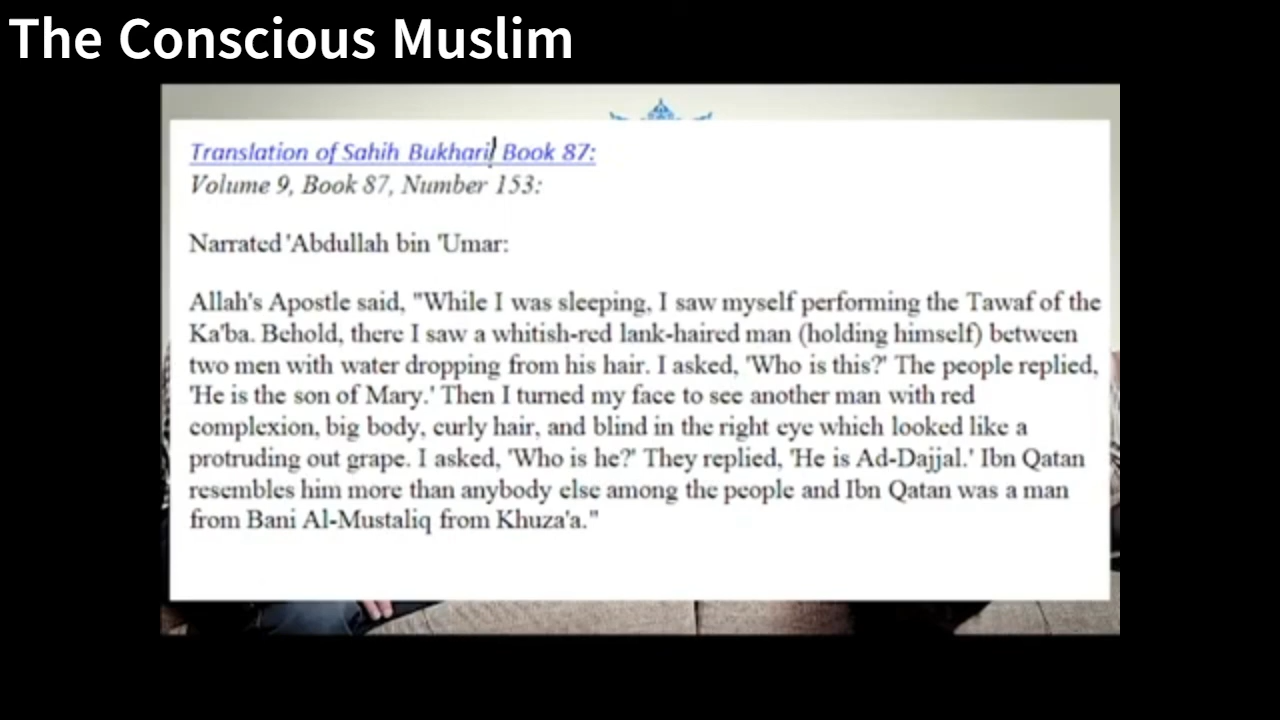 The Conscious Muslim
Translation of Sahih Bukhari, Book 87:
Volume 9, Book 87, Number 153:
Narrated 'Abdullah bin 'Umar:
Allah's Apostle said, "While I was sleeping, I saw myself performing the Tawaf of the
Ka'ba. Behold, there I saw a whitish-red lank-haired man (holding himself) between
two men with water dropping from his hair. I asked, 'Who is this?' The people replied,
'He is the son of Mary.' Then I turned my face to see another man with red
complexion, big body, curly hair, and blind in the right eye which looked like a
protruding out grape. I asked, 'Who is he?' They replied, 'He is Ad-Dajjal.' Ibn Qatan
resembles him more than anybody else among the people and Ibn Qatan was a man
from Bani Al-Mustaliq from Khuza'a."